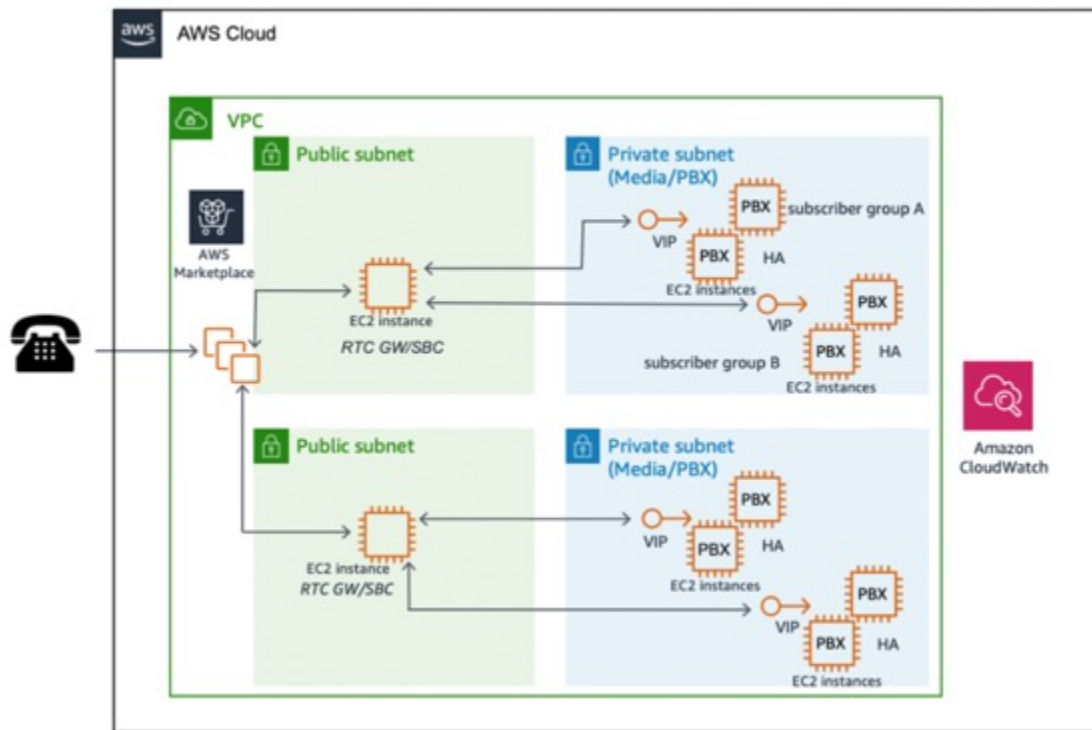 aws
AWS Cloud
VPC
Public subnet
Private subnet
(Media/PBX)
PBX
subscriber group A
VIP
PBX
HA
EC2 instances
AWS
Marketplace
EC2 instance
RTC GW/SBC
PBX
VIP
PBX
HA
subscriber group B
EC2 instances
Public subnet
Private subnet
(Media/PBX)
Amazon
CloudWatch
PBX
VIP
PBX
HA
EC2 instances
EC2 instance
RTC GW/SBC
PBX
VIP
PBX
HA
EC2 instances